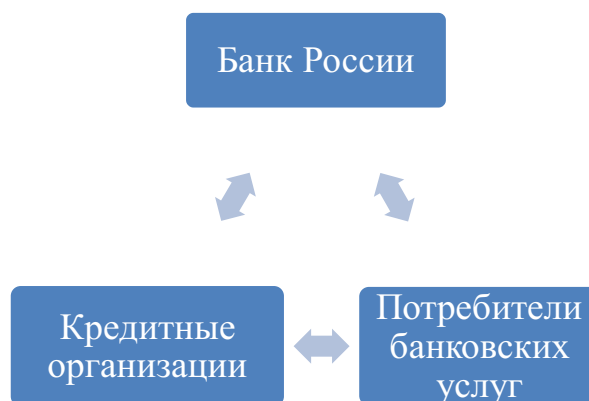 Банк России
Кредитные
организации
Потребители
банковских
услуг